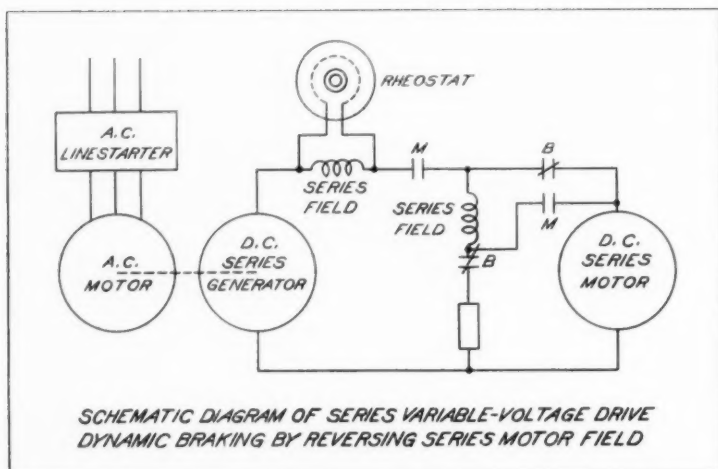 RHEOSTAT
A.C.
LINESTARTER
M
B
SERIES
FIELD
SERIES
FIELD
M
B
A.C.
MOTOR
D.C.
SERIES
GENERATOR
D.C.
SERIES
MOTOR
SCHEMATIC DIAGRAM OF SERIES VARIABLE-VOLTAGE DRIVE
DYNAMIC BRAKING BY REVERSING SERIES MOTOR FIELD